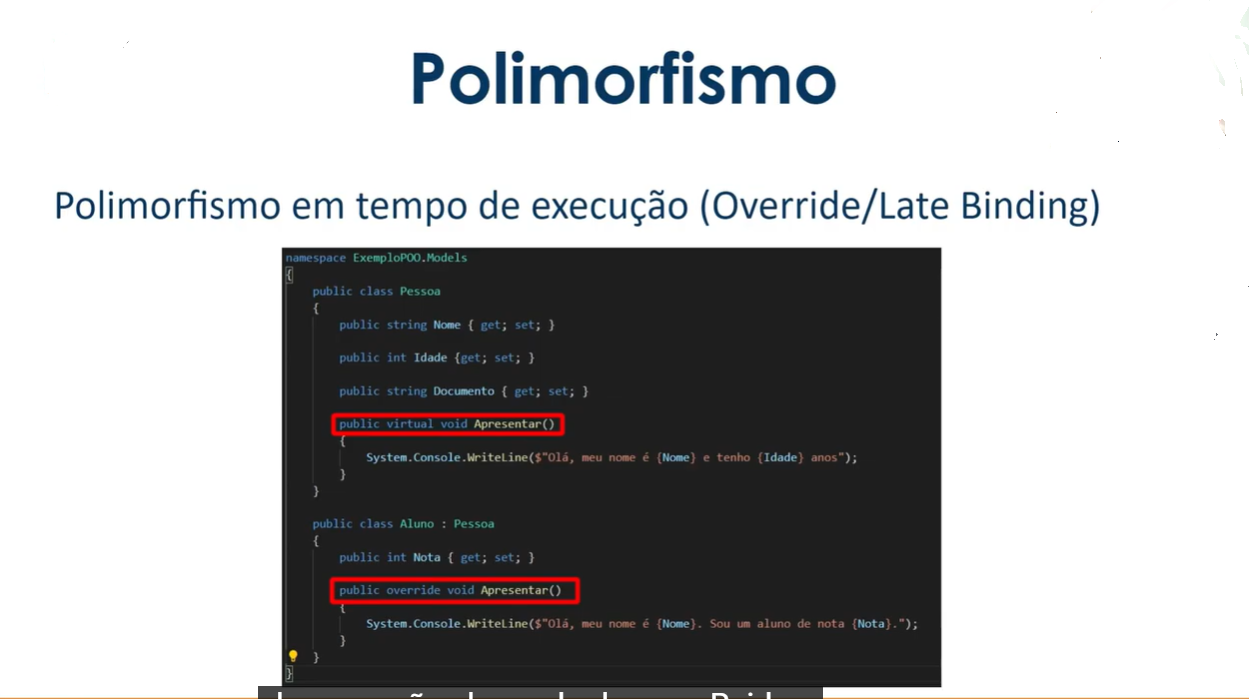 Polimorfismo
Polimorfismo em tempo de execução (Override/Late Binding)
namespace ExemploPOO.Models
{
public class Pessoa
{
public string Nome { get; set; }
public int Idade {get; set; }
public string Documento { get; set; }
public virtual void Apresentar()
{
System.Console.WriteLine($"Olá, meu nome é {Nome} e tenho {Idade} anos");
}
}
public class Aluno : Pessoa
{
public int Nota { get; set; }
public override void Apresentar()
{
System.Console.WriteLine($"Olá, meu nome é {Nome}. Sou um aluno de nota {Nota}.");
}
}
}